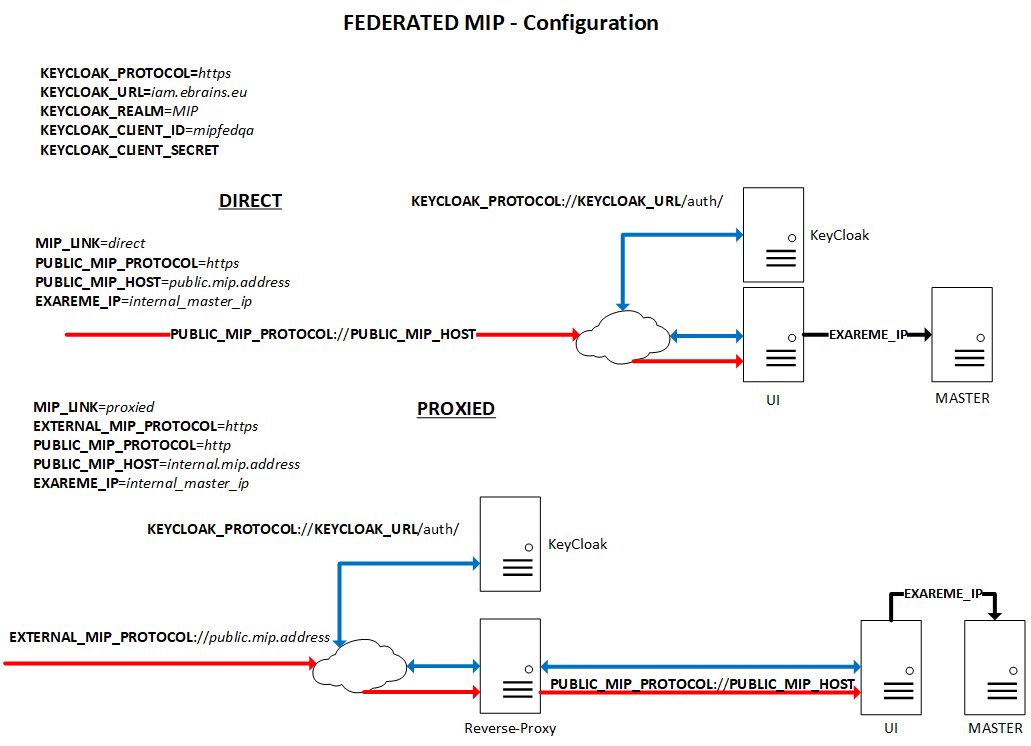 FEDERATED MIP - Configuration
KEYCLOAK_PROTOCOL=https
KEYCLOAK_URL=iam.ebrains.eu
KEYCLOAK_REALM=MIP
KEYCLOAK_CLIENT_ID=mipfedqa
KEYCLOAK_CLIENT_SECRET
DIRECT
KEYCLOAK_PROTOCOL://KEYCLOAK_URL/auth/
KeyCloak
MIP_LINK=direct
PUBLIC_MIP_PROTOCOL=https
PUBLIC_MIP_HOST=public.mip.address
EXAREME_IP=internal_master_ip
PUBLIC_MIP_PROTOCOL://PUBLIC_MIP_HOST
EXAREME_IP
UI
MASTER
PROXIED
MIP_LINK=proxied
EXTERNAL_MIP_PROTOCOL=https
PUBLIC_MIP_PROTOCOL=http
PUBLIC_MIP_HOST=internal.mip.address
EXAREME_IP=internal_master_ip
KEYCLOAK_PROTOCOL://KEYCLOAK_URL/auth/
KeyCloak
EXAREME_IP
EXTERNAL_MIP_PROTOCOL://public.mip.address
PUBLIC_MIP_PROTOCOL://PUBLIC_MIP_HOST
Reverse-Proxy
UI
MASTER